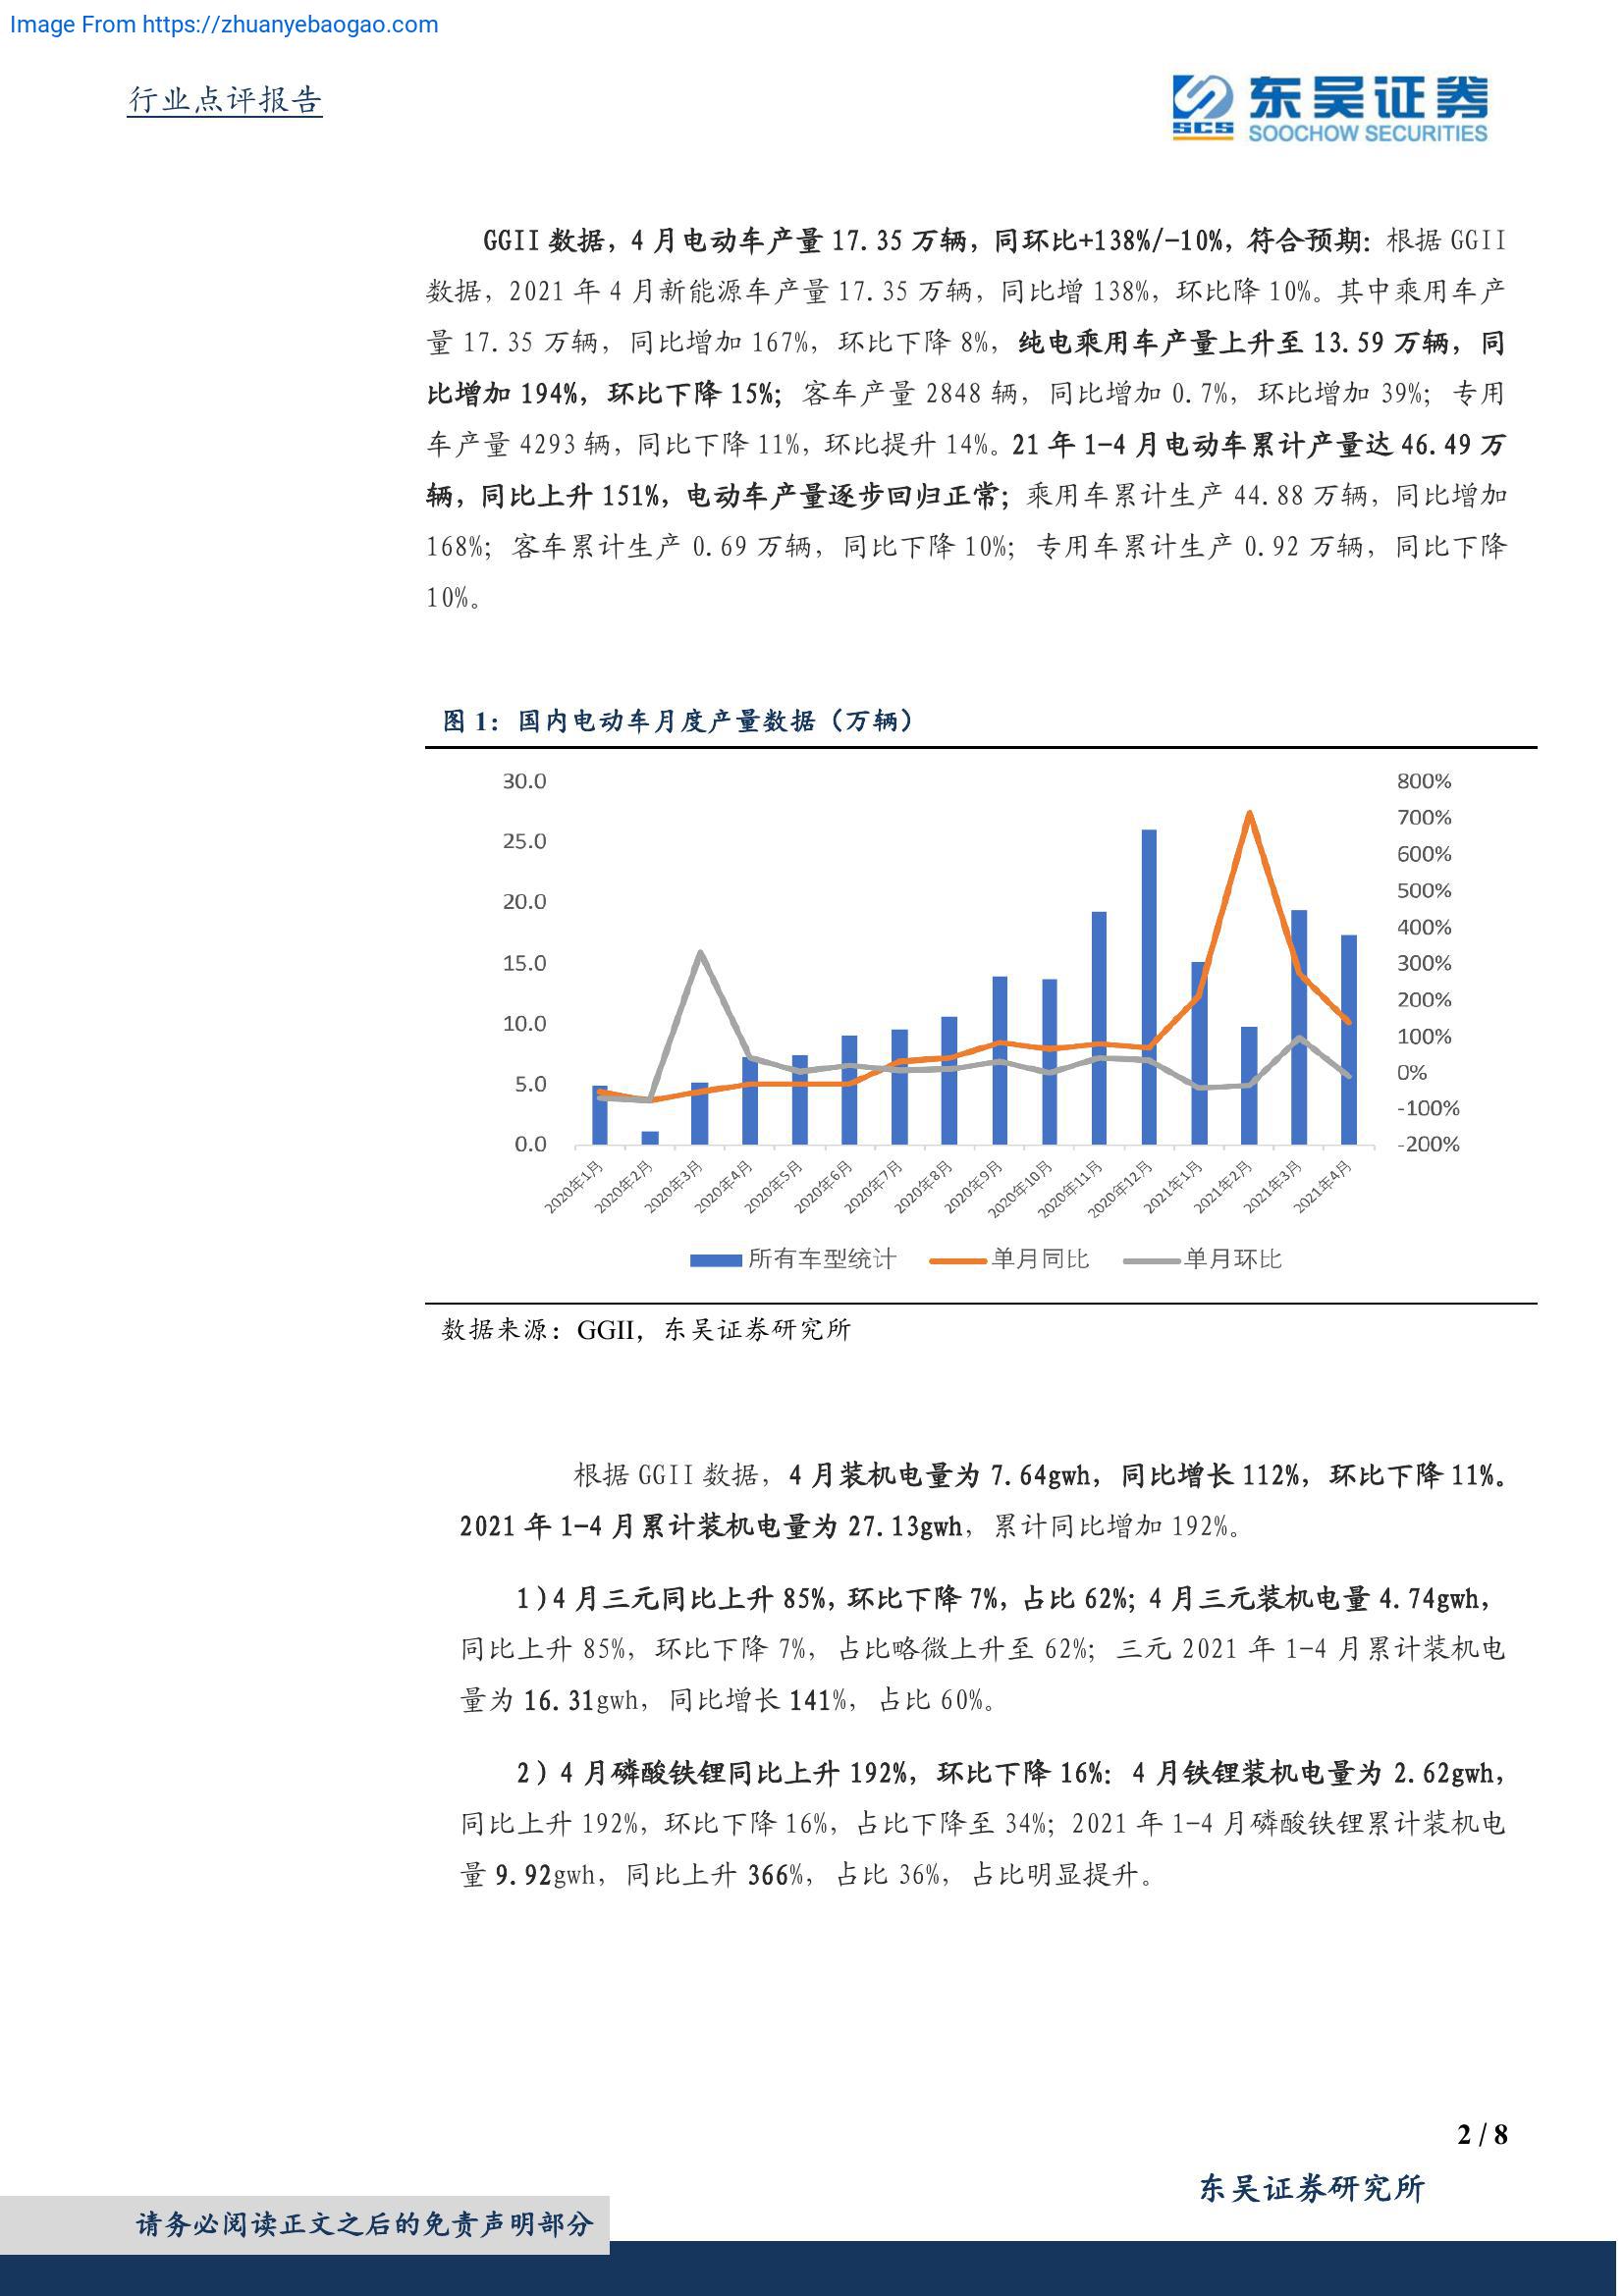 Image From https://zhuanyebaogao.com
行业点评报告
SCS
东吴证券
SOOCHOW SECURITIES
GGII 数据，4 月电动车产量 17.35 万辆，同环比+138%/-10%，符合预期：根据 GGII
数据，2021 年 4 月新能源车产量 17.35 万辆，同比增 138%，环比降 10%。其中乘用车产
量 17.35 万辆，同比增加 167%，环比下降 8%，纯电乘用车产量上升至 13.59 万辆，同
比增加 194%，环比下降 15%；客车产量 2848 辆，同比增加 0.7%，环比增加 39%；专用
车产量 4293 辆，同比下降 11%，环比提升 14%。21 年 1-4 月电动车累计产量达 46.49 万
辆，同比上升 151%，电动车产量逐步回归正常；乘用车累计生产 44.88 万辆，同比增加
168%；客车累计生产 0.69 万辆，同比下降 10%；专用车累计生产 0.92 万辆，同比下降
10%。
图 1：国内电动车月度产量数据（万辆）
30.0
25.0
20.0
15.0
10.0
5.0
0.0
800%
700%
600%
500%
400%
300%
200%
100%
0%
-100%
-200%
2020年1月
2020年2月
2020年3月
2020年4月
2020年5月
2020年6月
2020年7月
2020年8月
2020年9月
2020年10月
2020年11月
2020年12月
2021年1月
2021年2月
2021年3月
2021年4月
所有车型统计 单月同比 单月环比
数据来源：GGII，东吴证券研究所
根据 GGII 数据，4 月装机电量为 7.64gwh，同比增长 112%，环比下降 11%。
2021 年 1-4 月累计装机电量为 27.13gwh，累计同比增加 192%。
1）4 月三元同比上升 85%，环比下降 7%，占比 62%；4 月三元装机电量 4.74gwh，
同比上升 85%，环比下降 7%，占比略微上升至 62%；三元 2021 年 1-4 月累计装机电
量为 16.31gwh，同比增长 141%，占比 60%。
2）4 月磷酸铁锂同比上升 192%，环比下降 16%：4 月铁锂装机电量为 2.62gwh，
同比上升 192%，环比下降 16%，占比下降至 34%；2021 年 1-4 月磷酸铁锂累计装机电
量 9.92gwh，同比上升 366%，占比 36%，占比明显提升。
2 / 8
东吴证券研究所
请务必阅读正文之后的免责声明部分